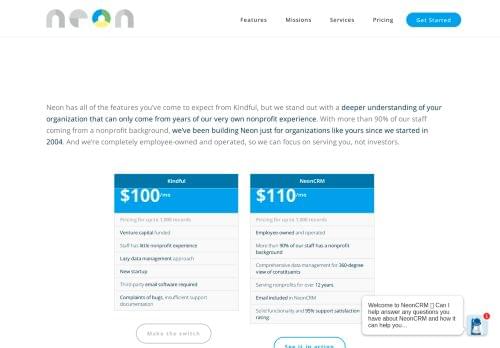 neon
Features Missions Services Pricing Get Started
Neon has all of the features you've come to expect from Kindful, but we stand out with a deeper understanding of your
organization that can only come from years of our very own nonprofit experience. With more than 90% of our staff
coming from a nonprofit background, we've been building Neon just for organizations like yours since we started in
2004. And we're completely employee-owned and operated, so we can focus on serving you, not investors.
Kindful
$100/mo
Pricing for up to 1,000 records
Venture capital funded
Staff has little nonprofit experience
Lazy data management approach
New startup
Third-party email software required
Complaints of bugs, insufficient support
documentation
Make the switch
NeonCRM
$110/mo
Pricing for up to 1,000 records
Employee owned and operated
More than 90% of our staff has a nonprofit
background
Comprehensive data management for 360-degree
view of constituents
Serving nonprofits for over 12 years
Email included in NeonCRM
Solid functionality and 95% support satisfaction
rating
See it in action
Welcome to NeonCRM Can I
help answer any questions you
have about NeonCRM and how it
can help you...
1